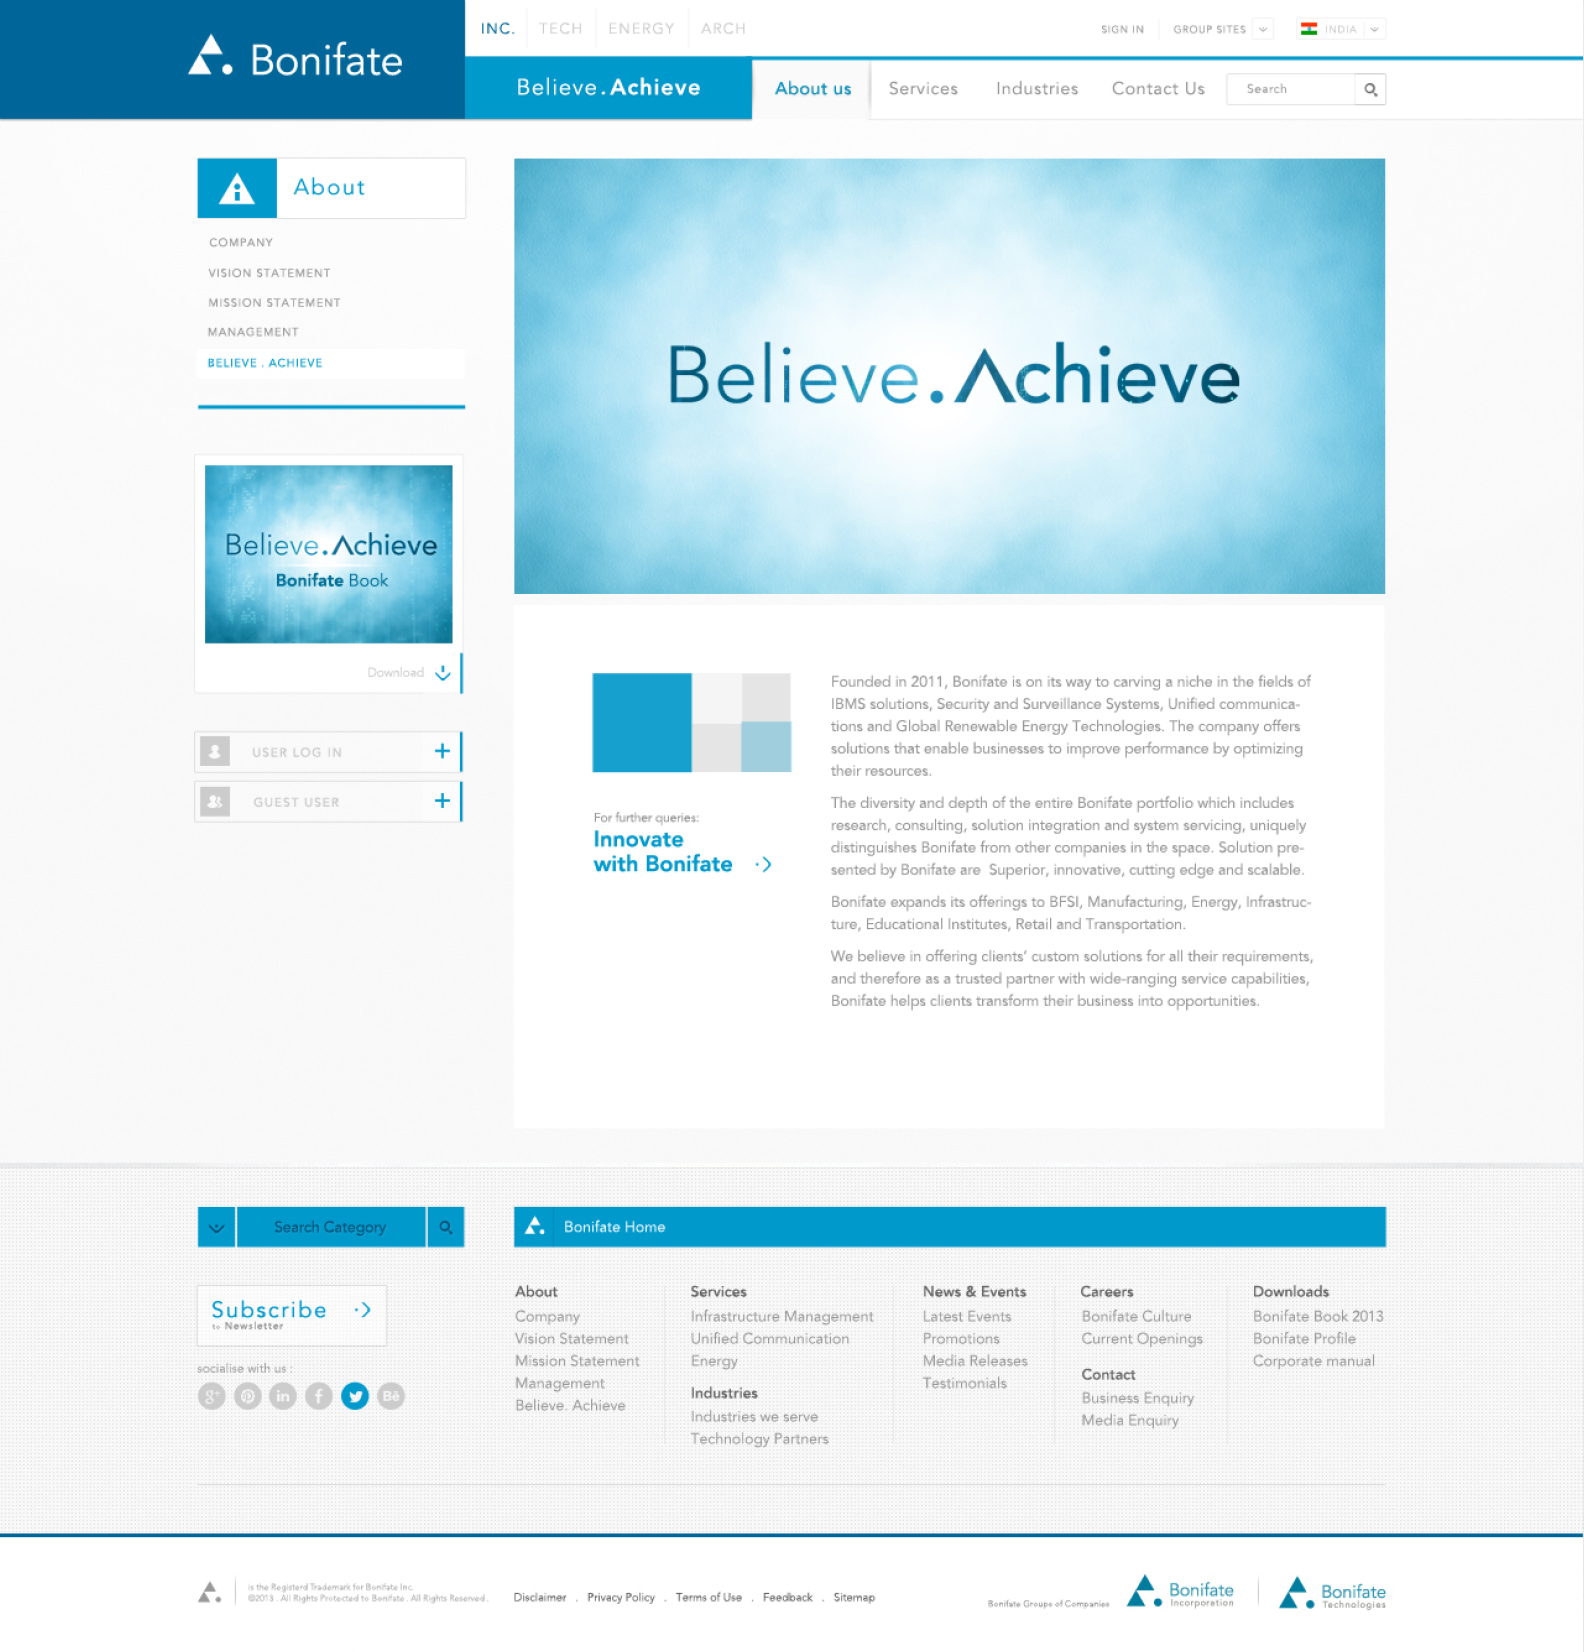 Bonifate
INC.
TECH
ENERGY
ARCH
SIGN IN
GROUP SITES
INDIA
Believe.Achieve
About us
Services
Industries
Contact Us
Search
About
COMPANY
VISION STATEMENT
MISSION STATEMENT
MANAGEMENT
BELIEVE . ACHIEVE
Believe.Achieve
Bonifate Book
Download
USER LOG IN
GUEST USER
Believe.Achieve
For further queries:
Innovate
with Bonifate
Founded in 2011, Bonifate is on its way to carving a niche in the fields of
IBMS solutions, Security and Surveillance Systems, Unified communica-
tions and Global Renewable Energy Technologies. The company offers
solutions that enable businesses to improve performance by optimizing
their resources.
The diversity and depth of the entire Bonifate portfolio which includes
research, consulting, solution integration and system servicing, uniquely
distinguishes Bonifate from other companies in the space. Solution pre-
sented by Bonifate are Superior, innovative, cutting edge and scalable.
Bonifate expands its offerings to BFSI, Manufacturing, Energy, Infrastruc-
ture, Educational Institutes, Retail and Transportation.
We believe in offering clients' custom solutions for all their requirements,
and therefore as a trusted partner with wide-ranging service capabilities,
Bonifate helps clients transform their business into opportunities.
Search Category
Subscribe
to Newsletter
socialise with us :
g+
in
f
Bē
Bonifate Home
About
Company
Vision Statement
Mission Statement
Management
Believe. Achieve
Services
Infrastructure Management
Unified Communication
Energy
Industries
Industries we serve
Technology Partners
News & Events
Latest Events
Promotions
Media Releases
Testimonials
Careers
Bonifate Culture
Current Openings
Contact
Business Enquiry
Media Enquiry
Downloads
Bonifate Book 2013
Bonifate Profile
Corporate manual
is the Registerd Trademark for Bonifate Inc.
©2013 . All Rights Protected to Bonifate . All Rights Reserved .
Disclaimer . Privacy Policy . Terms of Use . Feedback . Sitemap
Bonifate Groups of Companies
Bonifate
Incorporation
Bonifate
Technologies